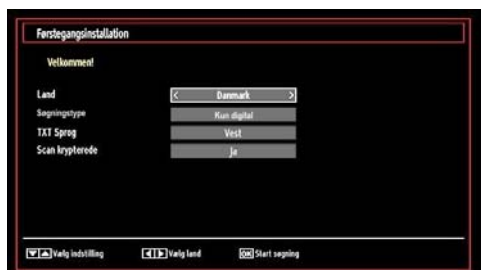 Førstegangsinstallation
Velkommen!
Land < Danmark >
Søgningstype Kun digital
TXT Sprog Vest
Scan krypterede Ja
Vælg indstilling Vælg land OK Start søgning